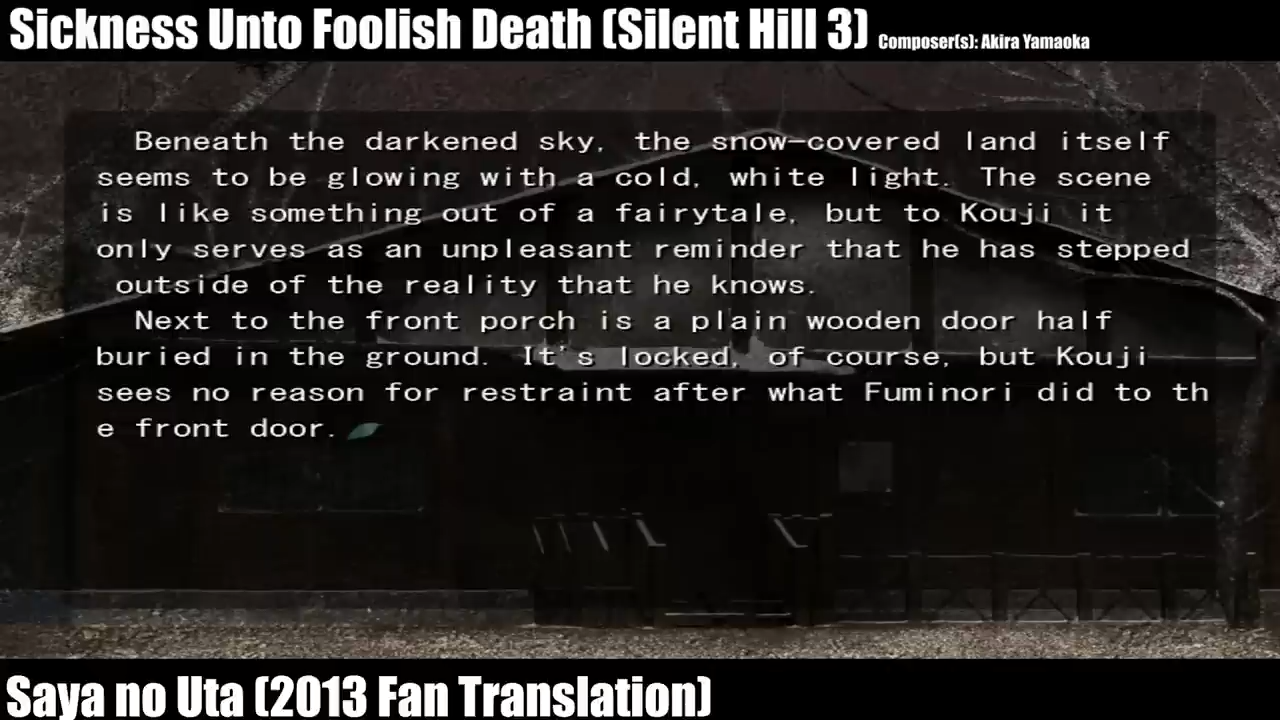 Sickness Unto Foolish Death (Silent Hill 3) Composer(s): Akira Yamaoka
Beneath the darkened sky, the snow-covered land itself
seems to be glowing with a cold, white light. The scene
is like something out of a fairytale, but to Kouji it
only serves as an unpleasant reminder that he has stepped
outside of the reality that he knows.
Next to the front porch is a plain wooden door half
buried in the ground. It's locked, of course, but Kouji
sees no reason for restraint after what Fuminori did to th
e front door.
Saya no Uta (2013 Fan Translation)